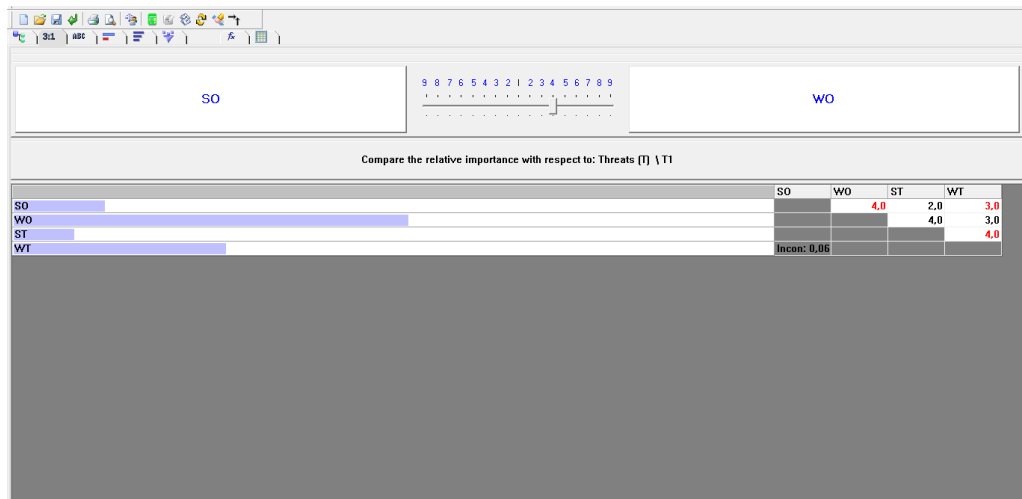 3:1 ABC fx
9 8 7 6 5 4 3 2 1 2 3 4 5 6 7 8 9
SO WO
Compare the relative importance with respect to: Threats (T) \ T1
SO WO ST WT
SO 4,0 2,0 3,0
WO 4,0 3,0
ST 4,0
WT Incon: 0,06